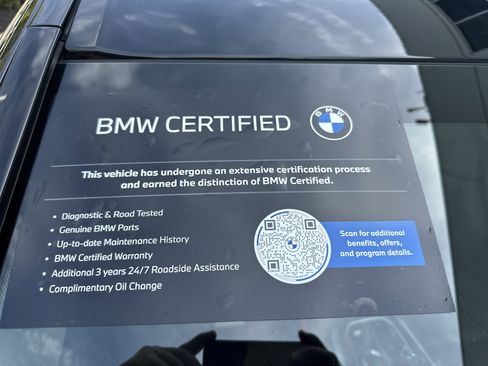 BMW CERTIFIED
This vehicle has undergone an extensive certification process
and earned the distinction of BMW Certified.
• Diagnostic & Road Tested
• Genuine BMW Parts
• Up-to-date Maintenance History
• BMW Certified Warranty
• Additional 3 years 24/7 Roadside Assistance
• Complimentary Oil Change
Scan for additional
benefits, offers,
and program details.